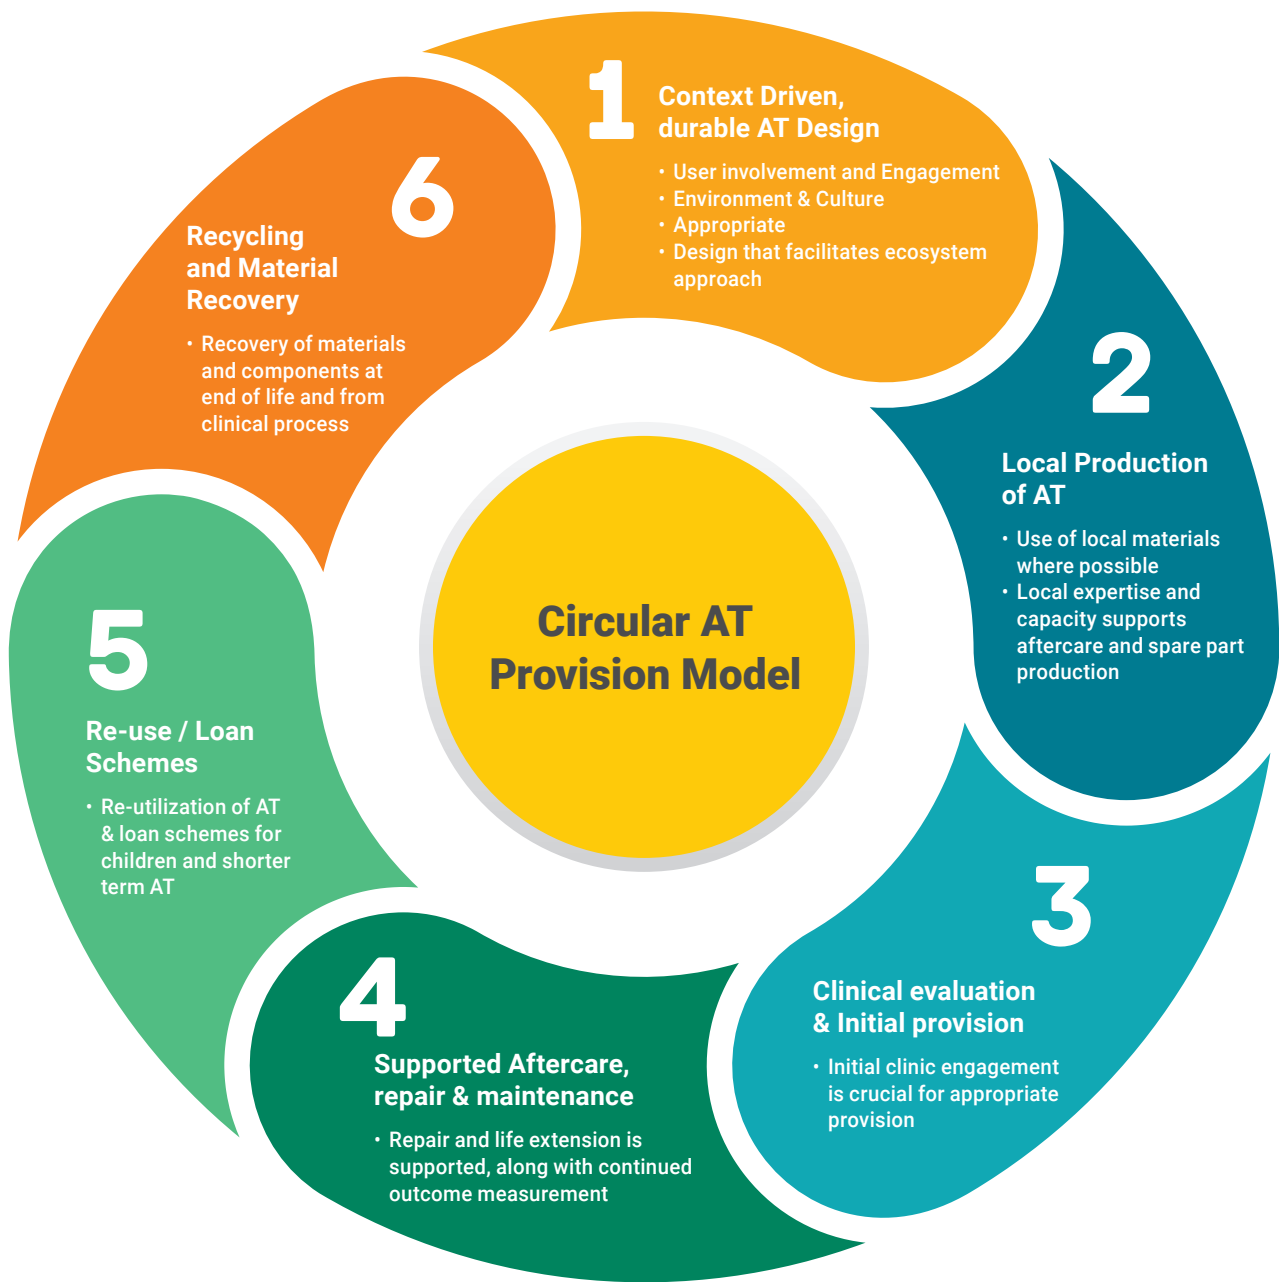 1
Context Driven,
durable AT Design
• User involvement and Engagement
• Environment & Culture
• Appropriate
• Design that facilitates ecosystem
approach
2
Local Production
of AT
• Use of local materials
where possible
• Local expertise and
capacity supports
aftercare and spare part
production
3
Clinical evaluation
& Initial provision
• Initial clinic engagement
is crucial for appropriate
provision
4
Supported Aftercare,
repair & maintenance
• Repair and life extension is
supported, along with continued
outcome measurement
5
Re-use / Loan
Schemes
• Re-utilization of AT
& loan schemes for
children and shorter
term AT
6
Recycling
and Material
Recovery
• Recovery of materials
and components at
end of life and from
clinical process
Circular AT
Provision Model